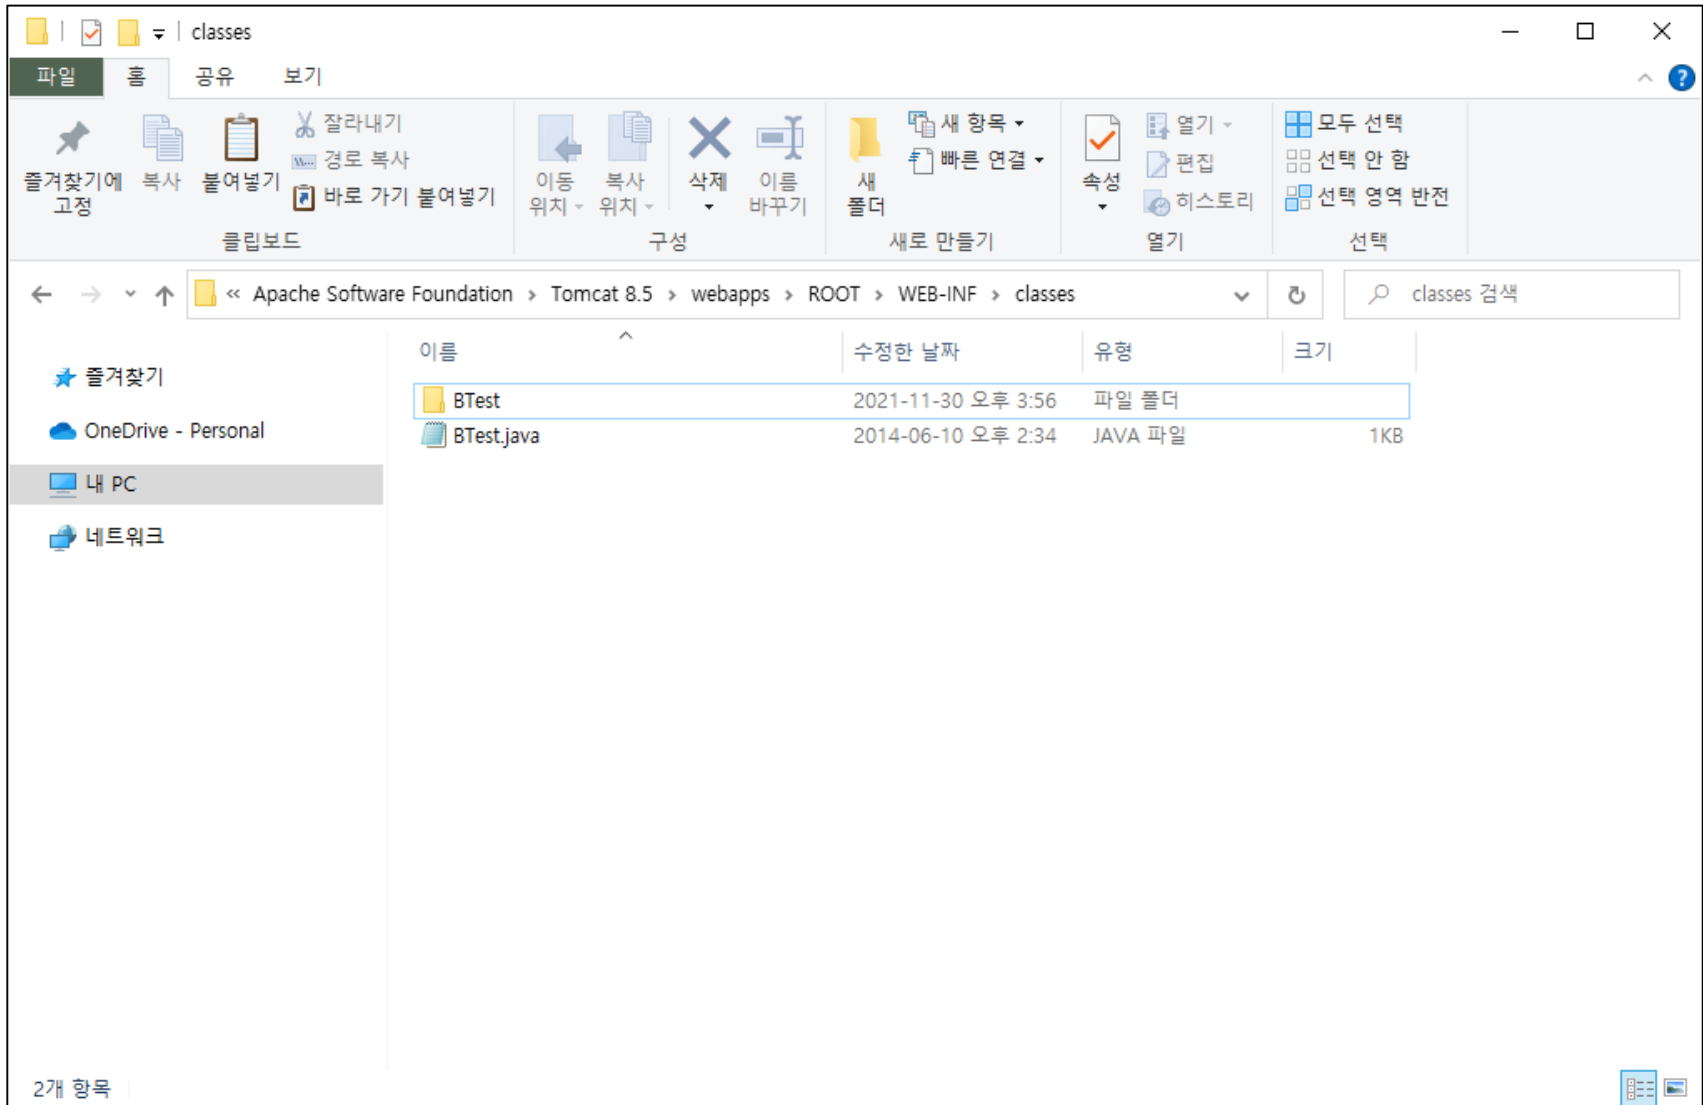 classes
파일 홈 공유 보기
즐겨찾기에 고정
복사
붙여넣기
잘라내기
경로 복사
바로 가기 붙여넣기
클립보드
이동 위치
복사 위치
삭제
이름 바꾸기
구성
새 폴더
새 항목
빠른 연결
새로 만들기
속성
열기
편집
히스토리
열기
모두 선택
선택 안 함
선택 영역 반전
선택
« Apache Software Foundation > Tomcat 8.5 > webapps > ROOT > WEB-INF > classes
classes 검색
즐겨찾기
OneDrive - Personal
내 PC
네트워크
이름 수정한 날짜 유형 크기
BTest 2021-11-30 오후 3:56 파일 폴더
BTest.java 2014-06-10 오후 2:34 JAVA 파일 1KB
2개 항목